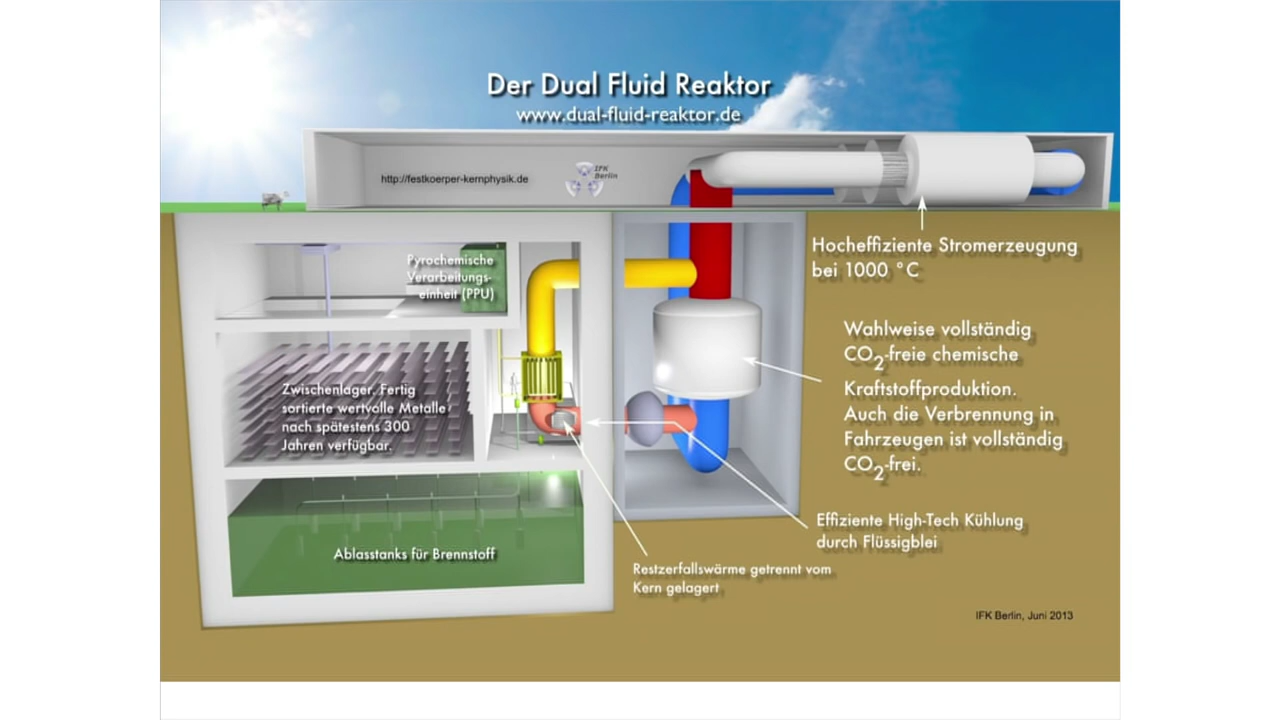 Der Dual Fluid Reaktor
www.dual-fluid-reaktor.de
http://festkoerper-kernphysik.de
IFK
Berlin
Hocheffiziente Stromerzeugung
bei 1000 °C
Pyrochemische
Verarbeitungs-
einheit (PPU)
Wahlweise vollständig
CO2-freie chemische
Kraftstoffproduktion.
Auch die Verbrennung in
Fahrzeugen ist vollständig
CO2-frei.
Zwischenlager. Fertig
sortierte wertvolle Metalle
nach spätestens 300
Jahren verfügbar.
Effiziente High-Tech Kühlung
durch Flüssigblei
Ablasstanks für Brennstoff
Restzerfallswärme getrennt vom
Kern gelagert
IFK Berlin, Juni 2013